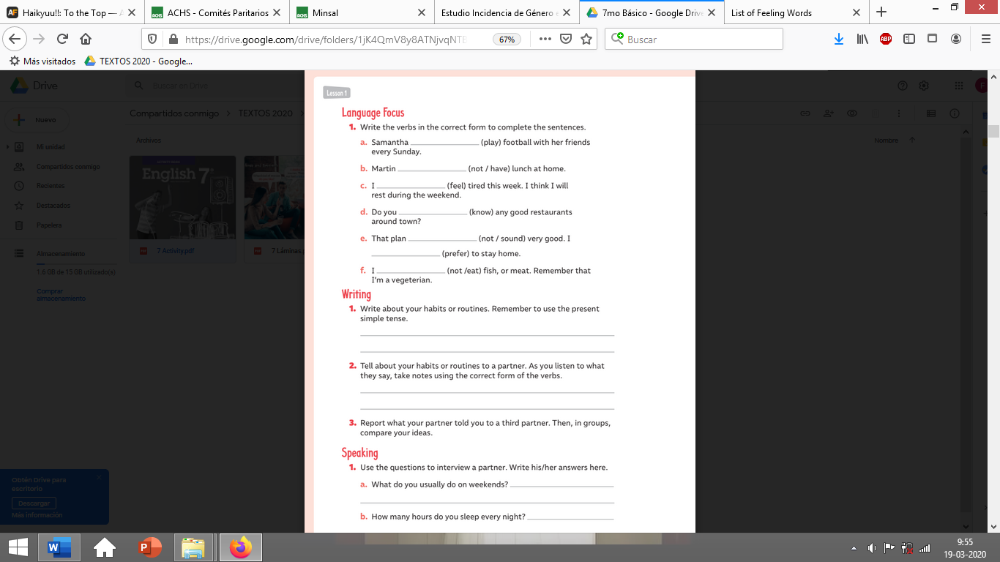 Haikyuu!!: To the Top — A
ACHS - Comités Paritarios
Minsal
Estudio Incidencia de Género e
7mo Básico - Google Drive
List of Feeling Words
https://drive.google.com/drive/folders/1jK4QmV8y8ATNjvqNTE
67%
Buscar
Más visitados
TEXTOS 2020 - Google...
Drive
Buscar en Drive
Nuevo
Compartidos conmigo > TEXTOS 2020 >
Archivos
Nombre
Mi unidad
Compartidos conmigo
Recientes
Destacados
Papelera
Almacenamiento
1.6 GB de 15 GB utilizado(s)
Comprar
almacenamiento
English 7
7 Activity.pdf
7 Láminas.p
Obtén Drive para
escritorio
Descargar
Más información
Lesson 1
Language Focus
1. Write the verbs in the correct form to complete the sentences.
a. Samantha ________ (play) football with her friends
every Sunday.
b. Martin ________ (not / have) lunch at home.
c. I ________ (feel) tired this week. I think I will
rest during the weekend.
d. Do you ________ (know) any good restaurants
around town?
e. That plan ________ (not / sound) very good. I
________ (prefer) to stay home.
f. I ________ (not /eat) fish, or meat. Remember that
I'm a vegeterian.
Writing
1. Write about your habits or routines. Remember to use the present
simple tense.
2. Tell about your habits or routines to a partner. As you listen to what
they say, take notes using the correct form of the verbs.
3. Report what your partner told you to a third partner. Then, in groups,
compare your ideas.
Speaking
1. Use the questions to interview a partner. Write his/her answers here.
a. What do you usually do on weekends? ________
b. How many hours do you sleep every night? ________
9:55
19-03-2020